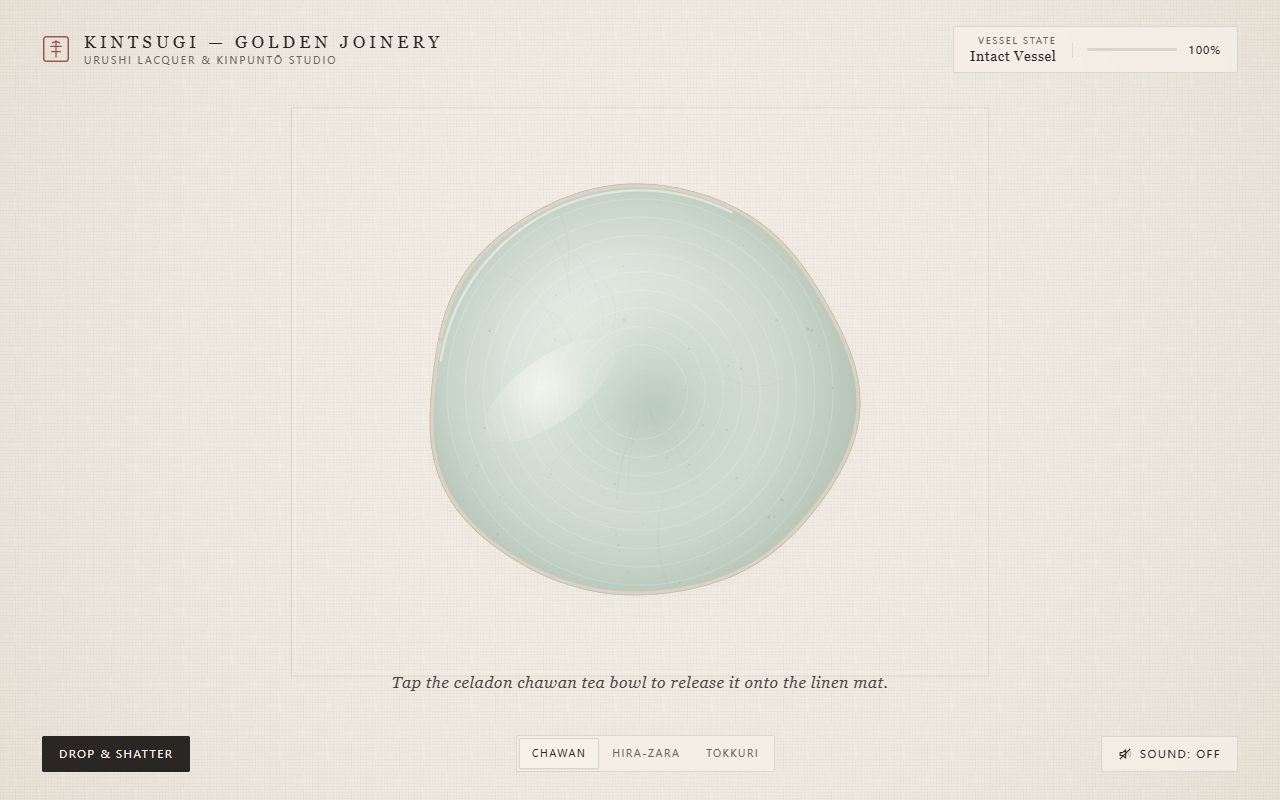 KINTSUGI — GOLDEN JOINERY
URUSHI LACQUER & KINPUNTŌ STUDIO
VESSEL STATE
Intact Vessel
100%
Tap the celadon chawan tea bowl to release it onto the linen mat.
DROP & SHATTER
CHAWAN
HIRA-ZARA
TOKKURI
SOUND: OFF